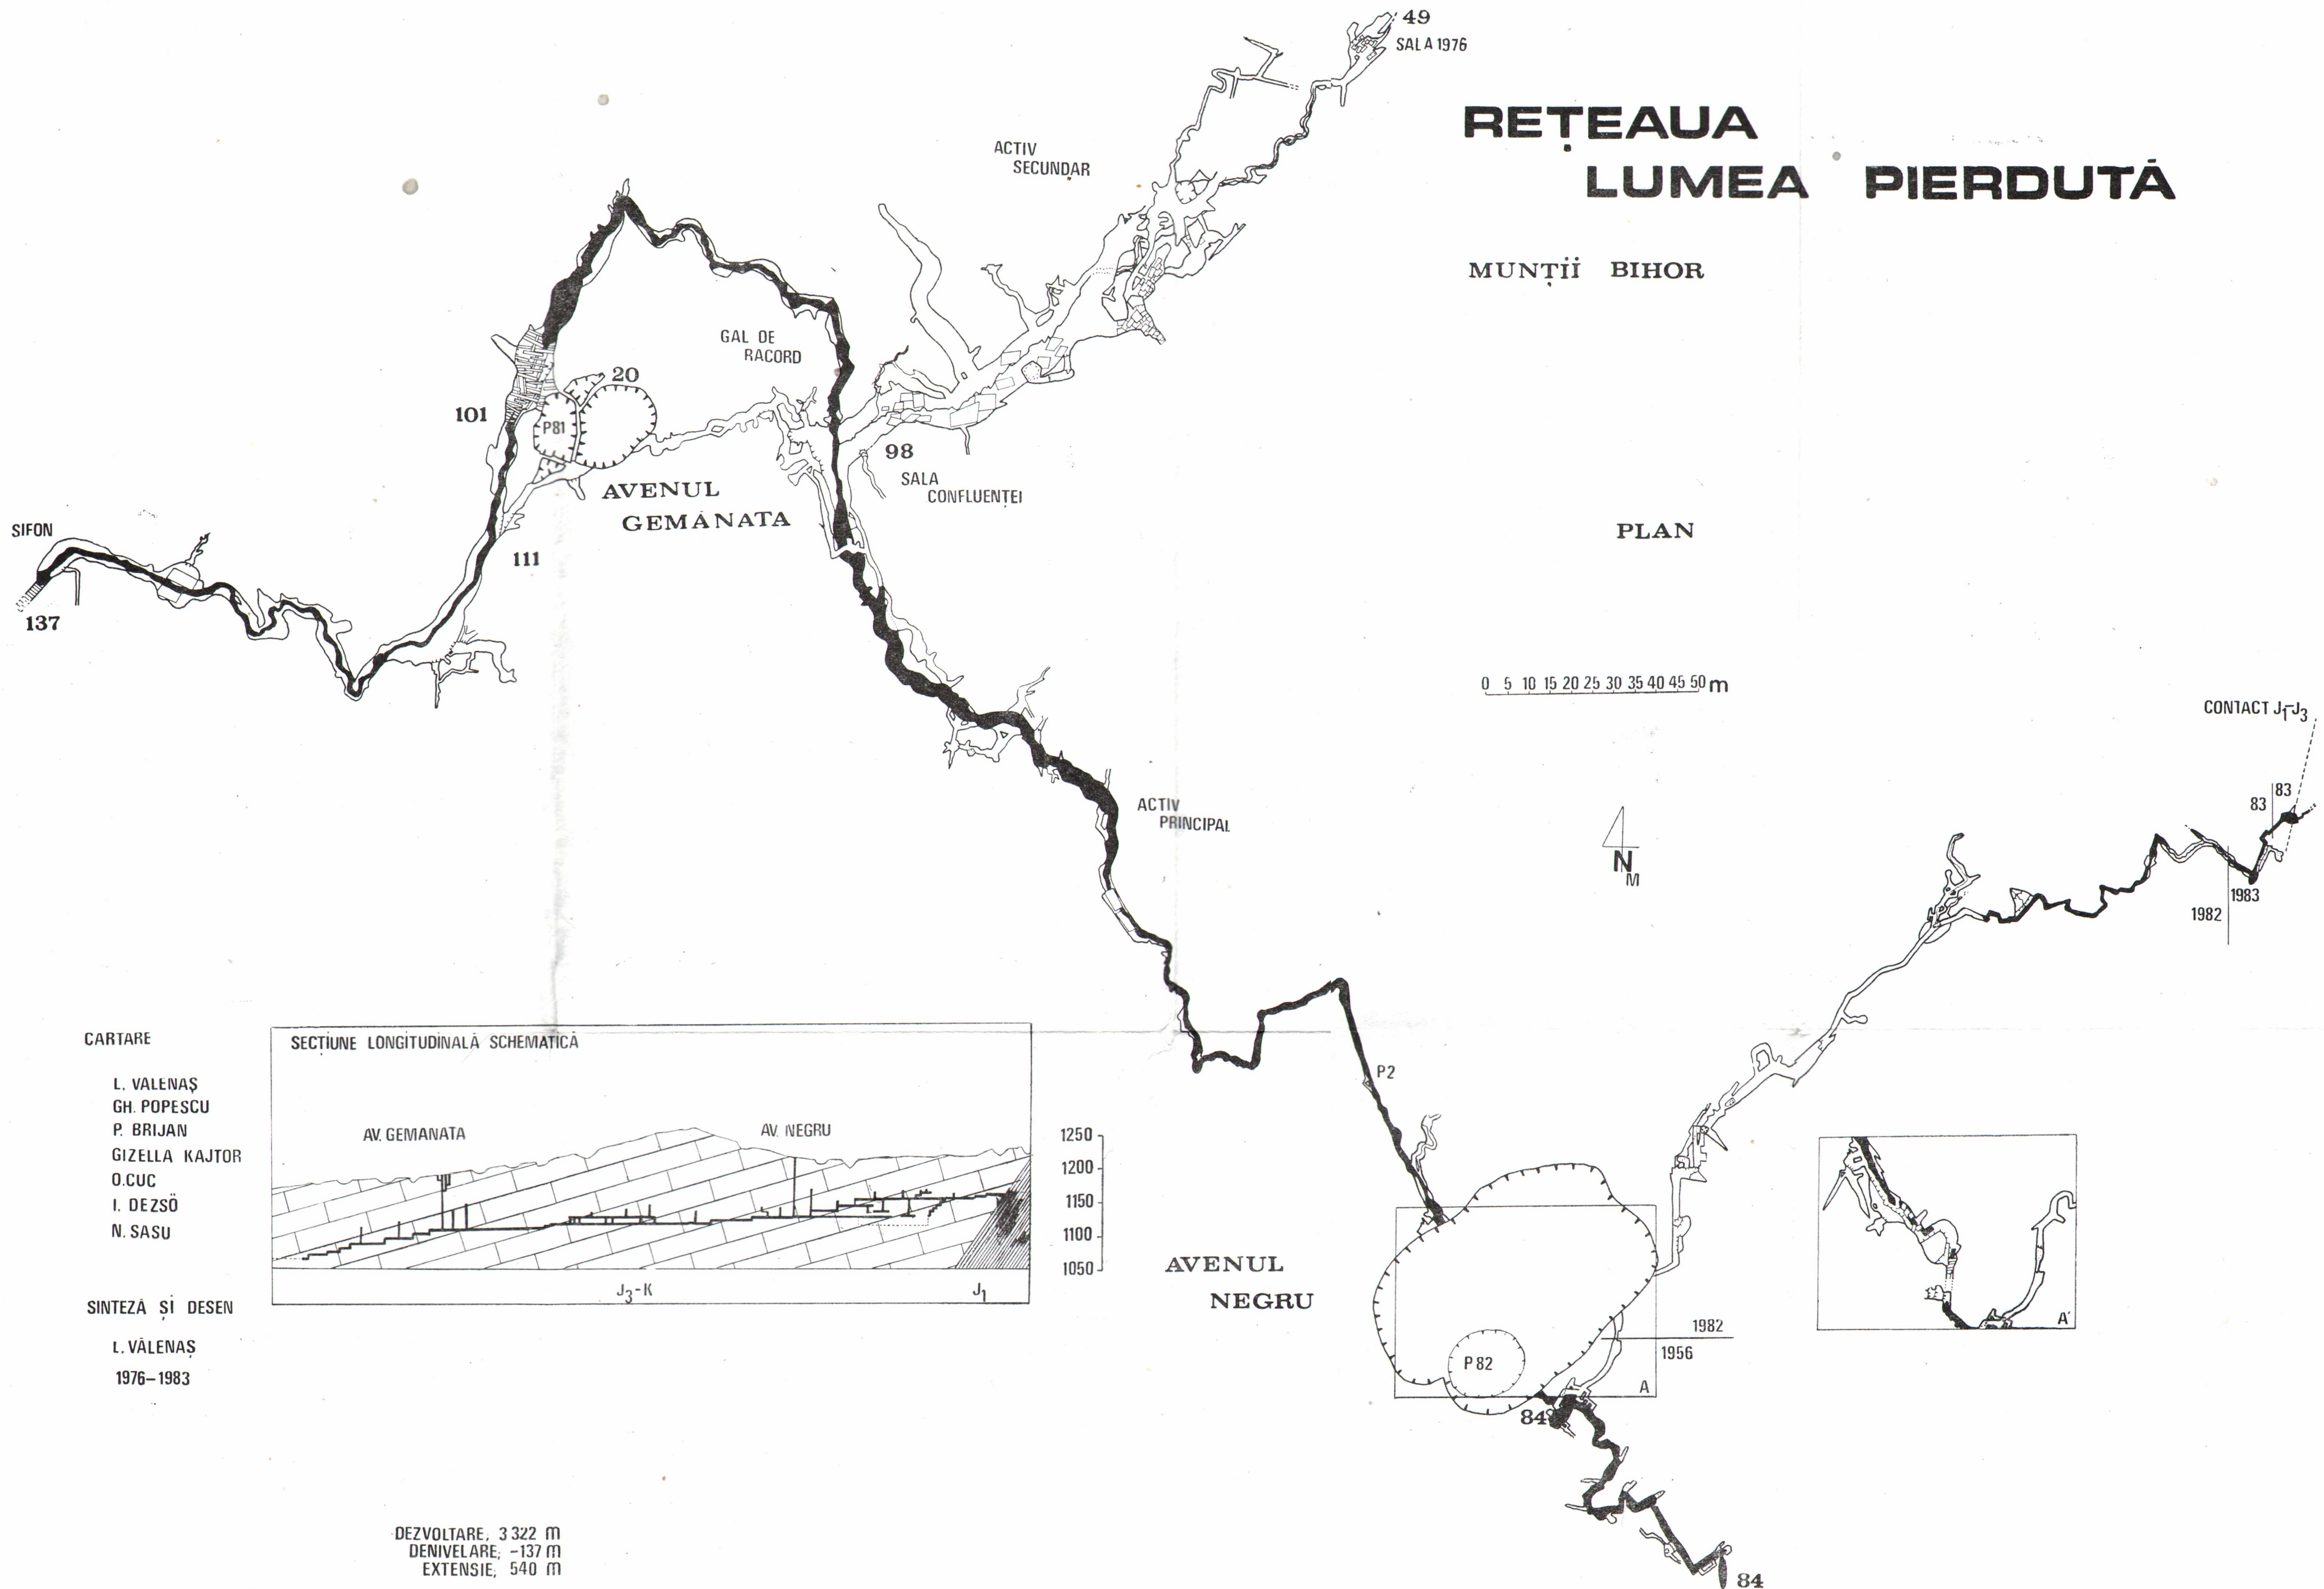 REȚEAUA
LUMEA PIERDUTĂ
MUNȚII BIHOR
PLAN
0 5 10 15 20 25 30 35 40 45 50 m
N
M
49
SALA 1976
ACTIV
SECUNDAR
GAL DE
RACORD
20
101
P81
98
SALA
CONFLUENȚEI
AVENUL
GEMĂNATA
SIFON
111
137
CONTACT J1-J3
83
83
ACTIV
PRINCIPAL
1983
1982
P2
AVENUL
NEGRU
1982
1956
P 82
A
A'
84
84
CARTARE
L. VĂLENAȘ
GH. POPESCU
P. BRIJAN
GIZELLA KAJTOR
O.CUC
I. DEZSÖ
N. SASU
SINTEZĂ ȘI DESEN
L. VĂLENAȘ
1976–1983
SECȚIUNE LONGITUDINALĂ SCHEMATICĂ
AV. GEMANATA
AV. NEGRU
1250
1200
1150
1100
1050
J3-K
J1
DEZVOLTARE, 3322 m
DENIVELARE; -137 m
EXTENSIE; 540 m